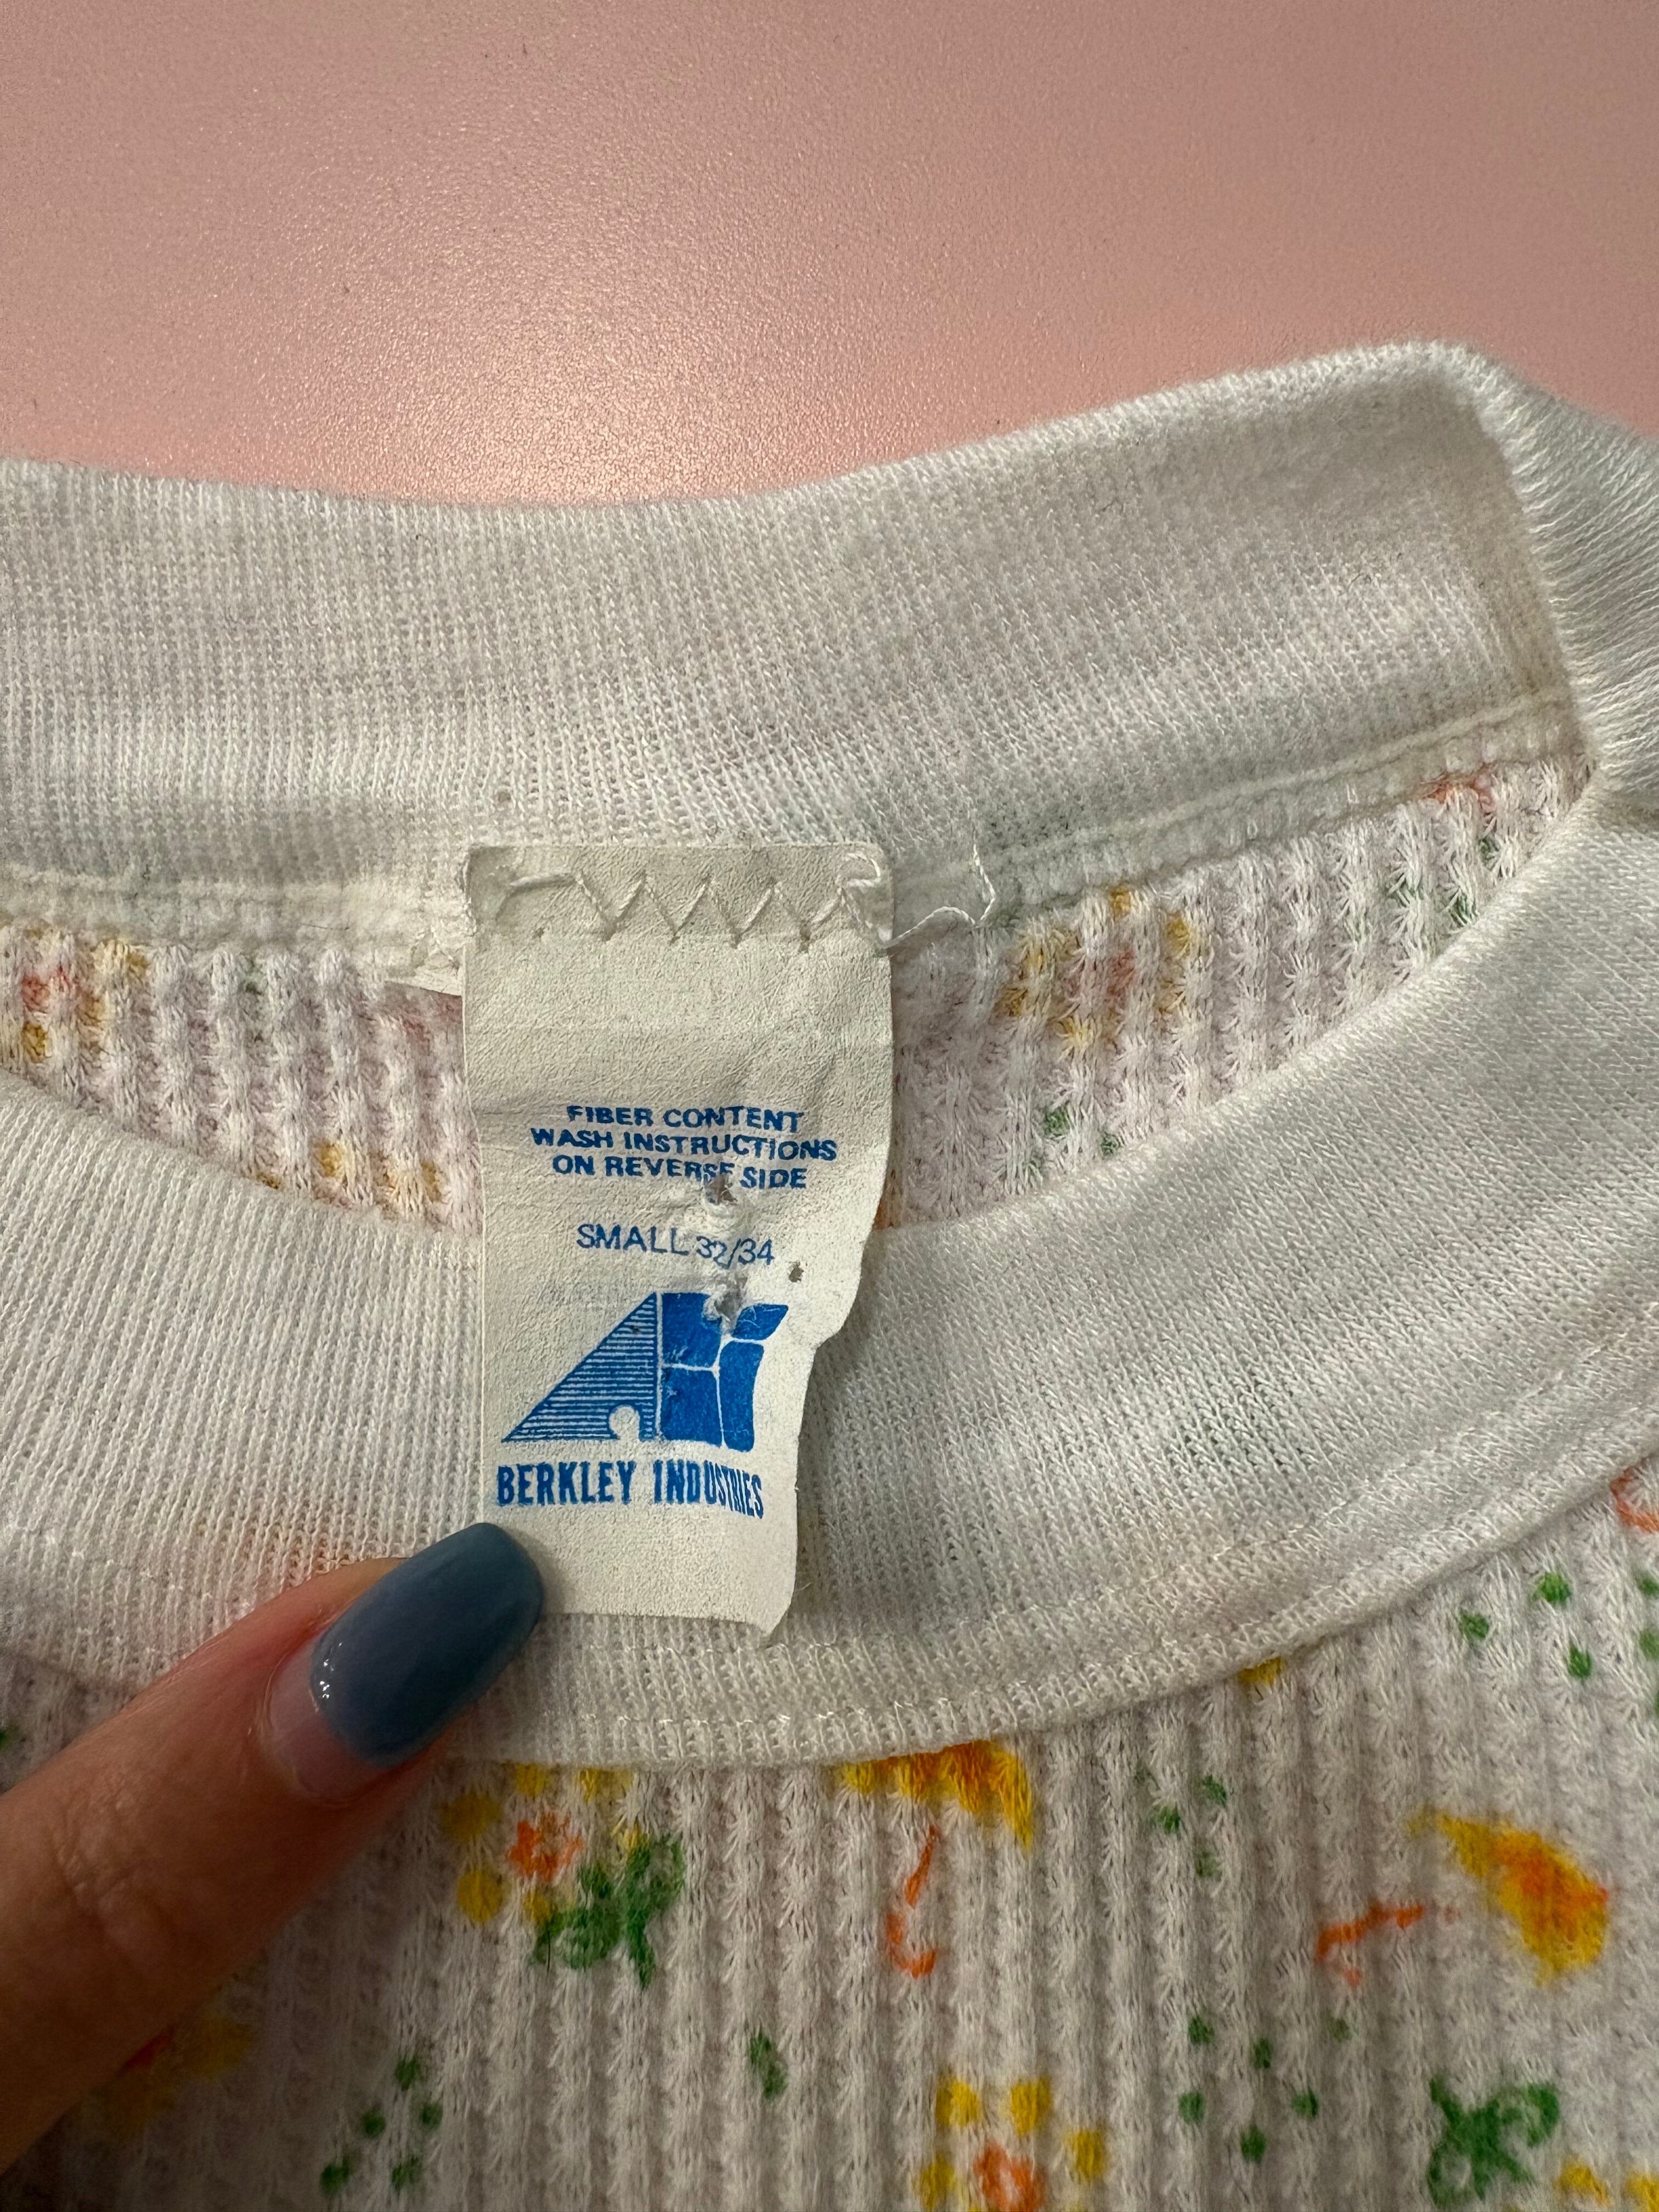 FIBER CONTENT
WASH INSTRUCTIONS
ON REVERSE SIDE
SMALL 32/34
BERKLEY INDUSTRIES